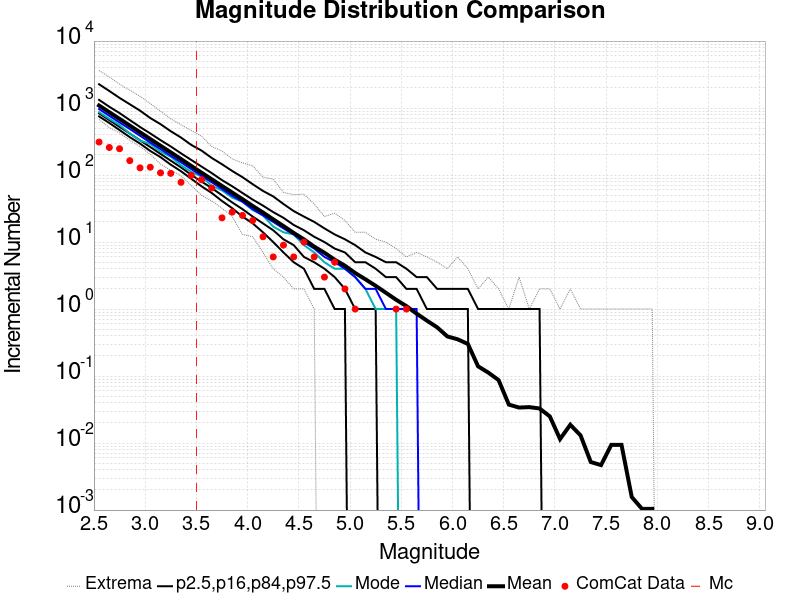 Magnitude Distribution Comparison
10^4
10^3
10^2
10^1
10^0
10^-1
10^-2
10^-3
Incremental Number
2.5 3.0 3.5 4.0 4.5 5.0 5.5 6.0 6.5 7.0 7.5 8.0 8.5 9.0
Magnitude
Extrema p2.5,p16,p84,p97.5 Mode Median Mean ComCat Data Mc